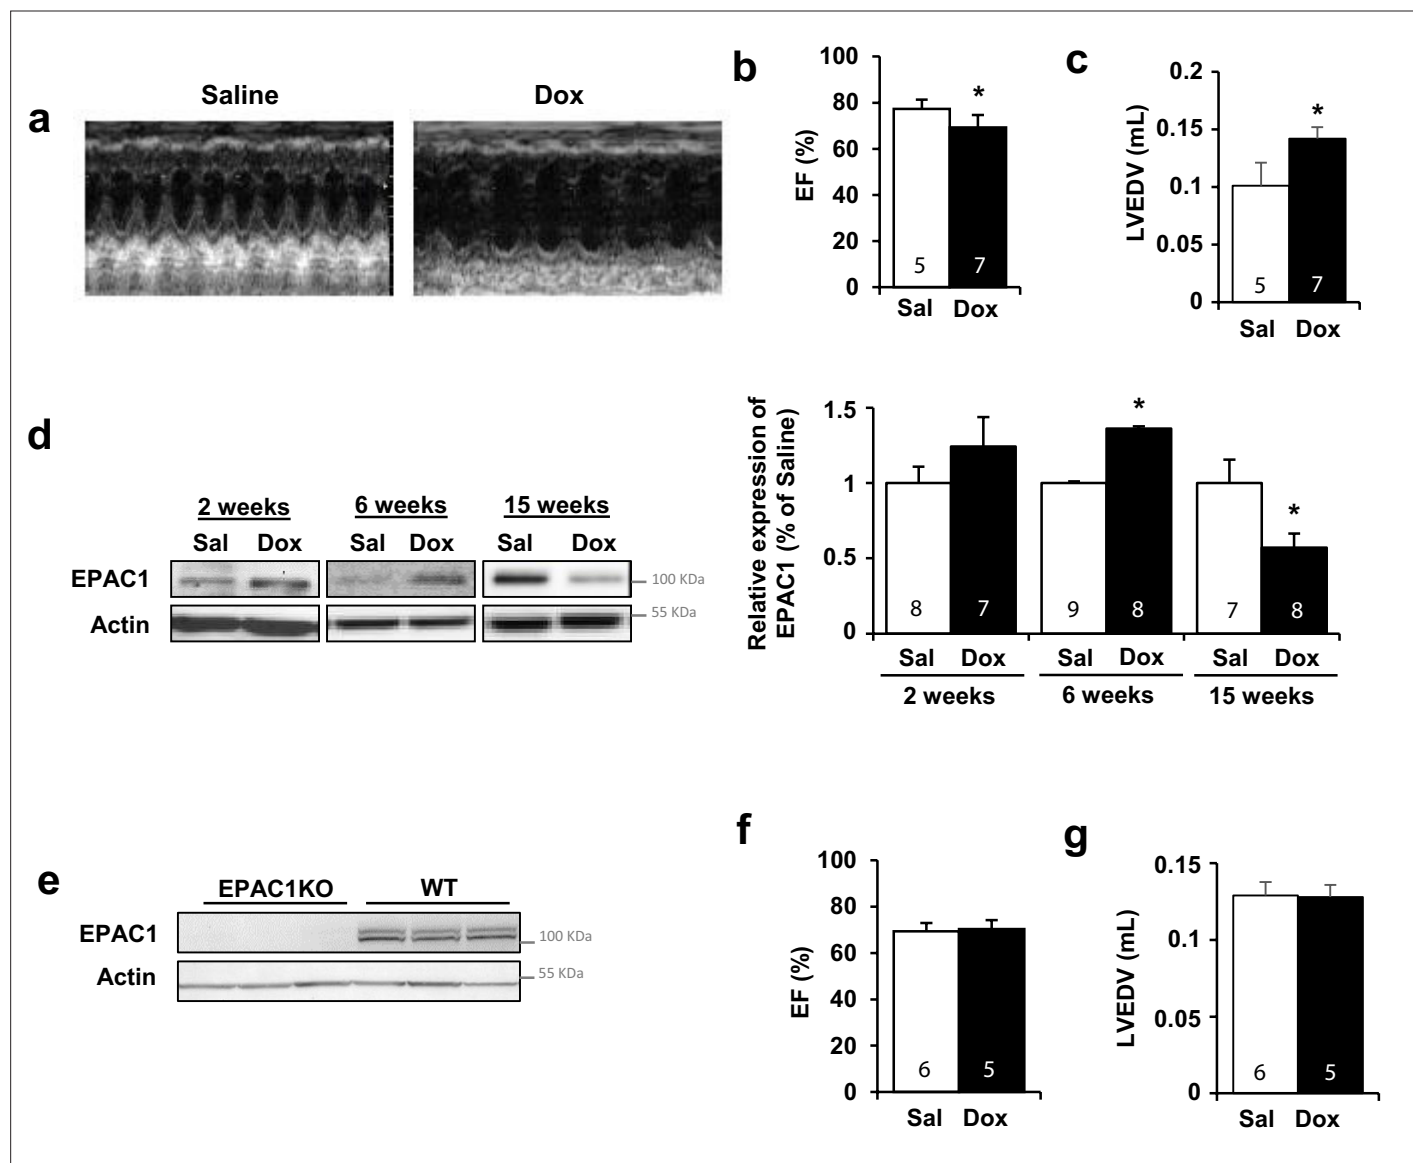 a
Saline
Dox
b
EF (%)
100
80
60
40
20
0
*
5
7
Sal
Dox
c
LVEDV (mL)
0.2
0.15
0.1
0.05
0
*
5
7
Sal
Dox
d
2 weeks
6 weeks
15 weeks
Sal
Dox
Sal
Dox
Sal
Dox
EPAC1
100 KDa
Actin
55 KDa
Relative expression of
EPAC1 (% of Saline)
1.5
1
0.5
0
*
*
8
7
9
8
7
8
Sal
Dox
Sal
Dox
Sal
Dox
2 weeks
6 weeks
15 weeks
e
EPAC1KO
WT
EPAC1
100 KDa
Actin
55 KDa
f
EF (%)
100
80
60
40
20
0
6
5
Sal
Dox
g
LVEDV (mL)
0.15
0.1
0.05
0
6
5
Sal
Dox